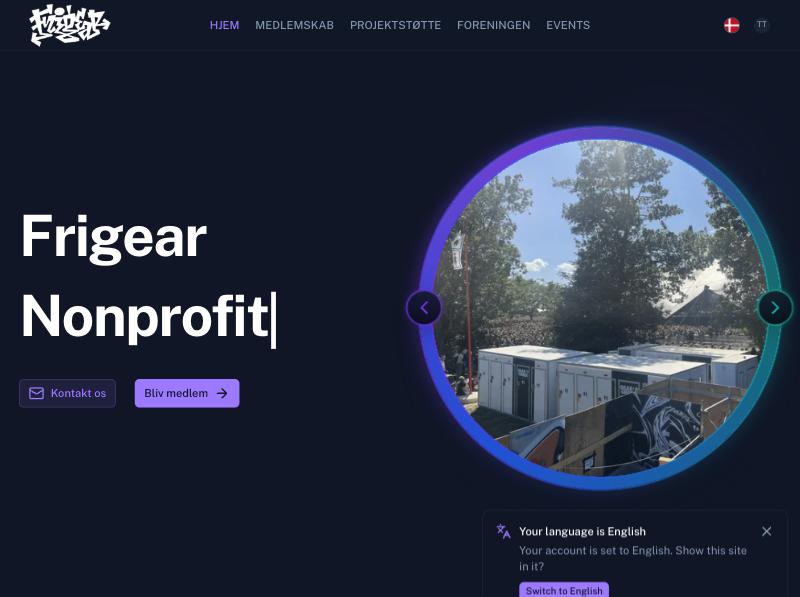 HJEM MEDLEMSKAB PROJEKTSTØTTE FORENINGEN EVENTS
TT
Frigear
Nonprofit
Kontakt os
Bliv medlem
Your language is English
Your account is set to English. Show this site
in it?
Switch to English